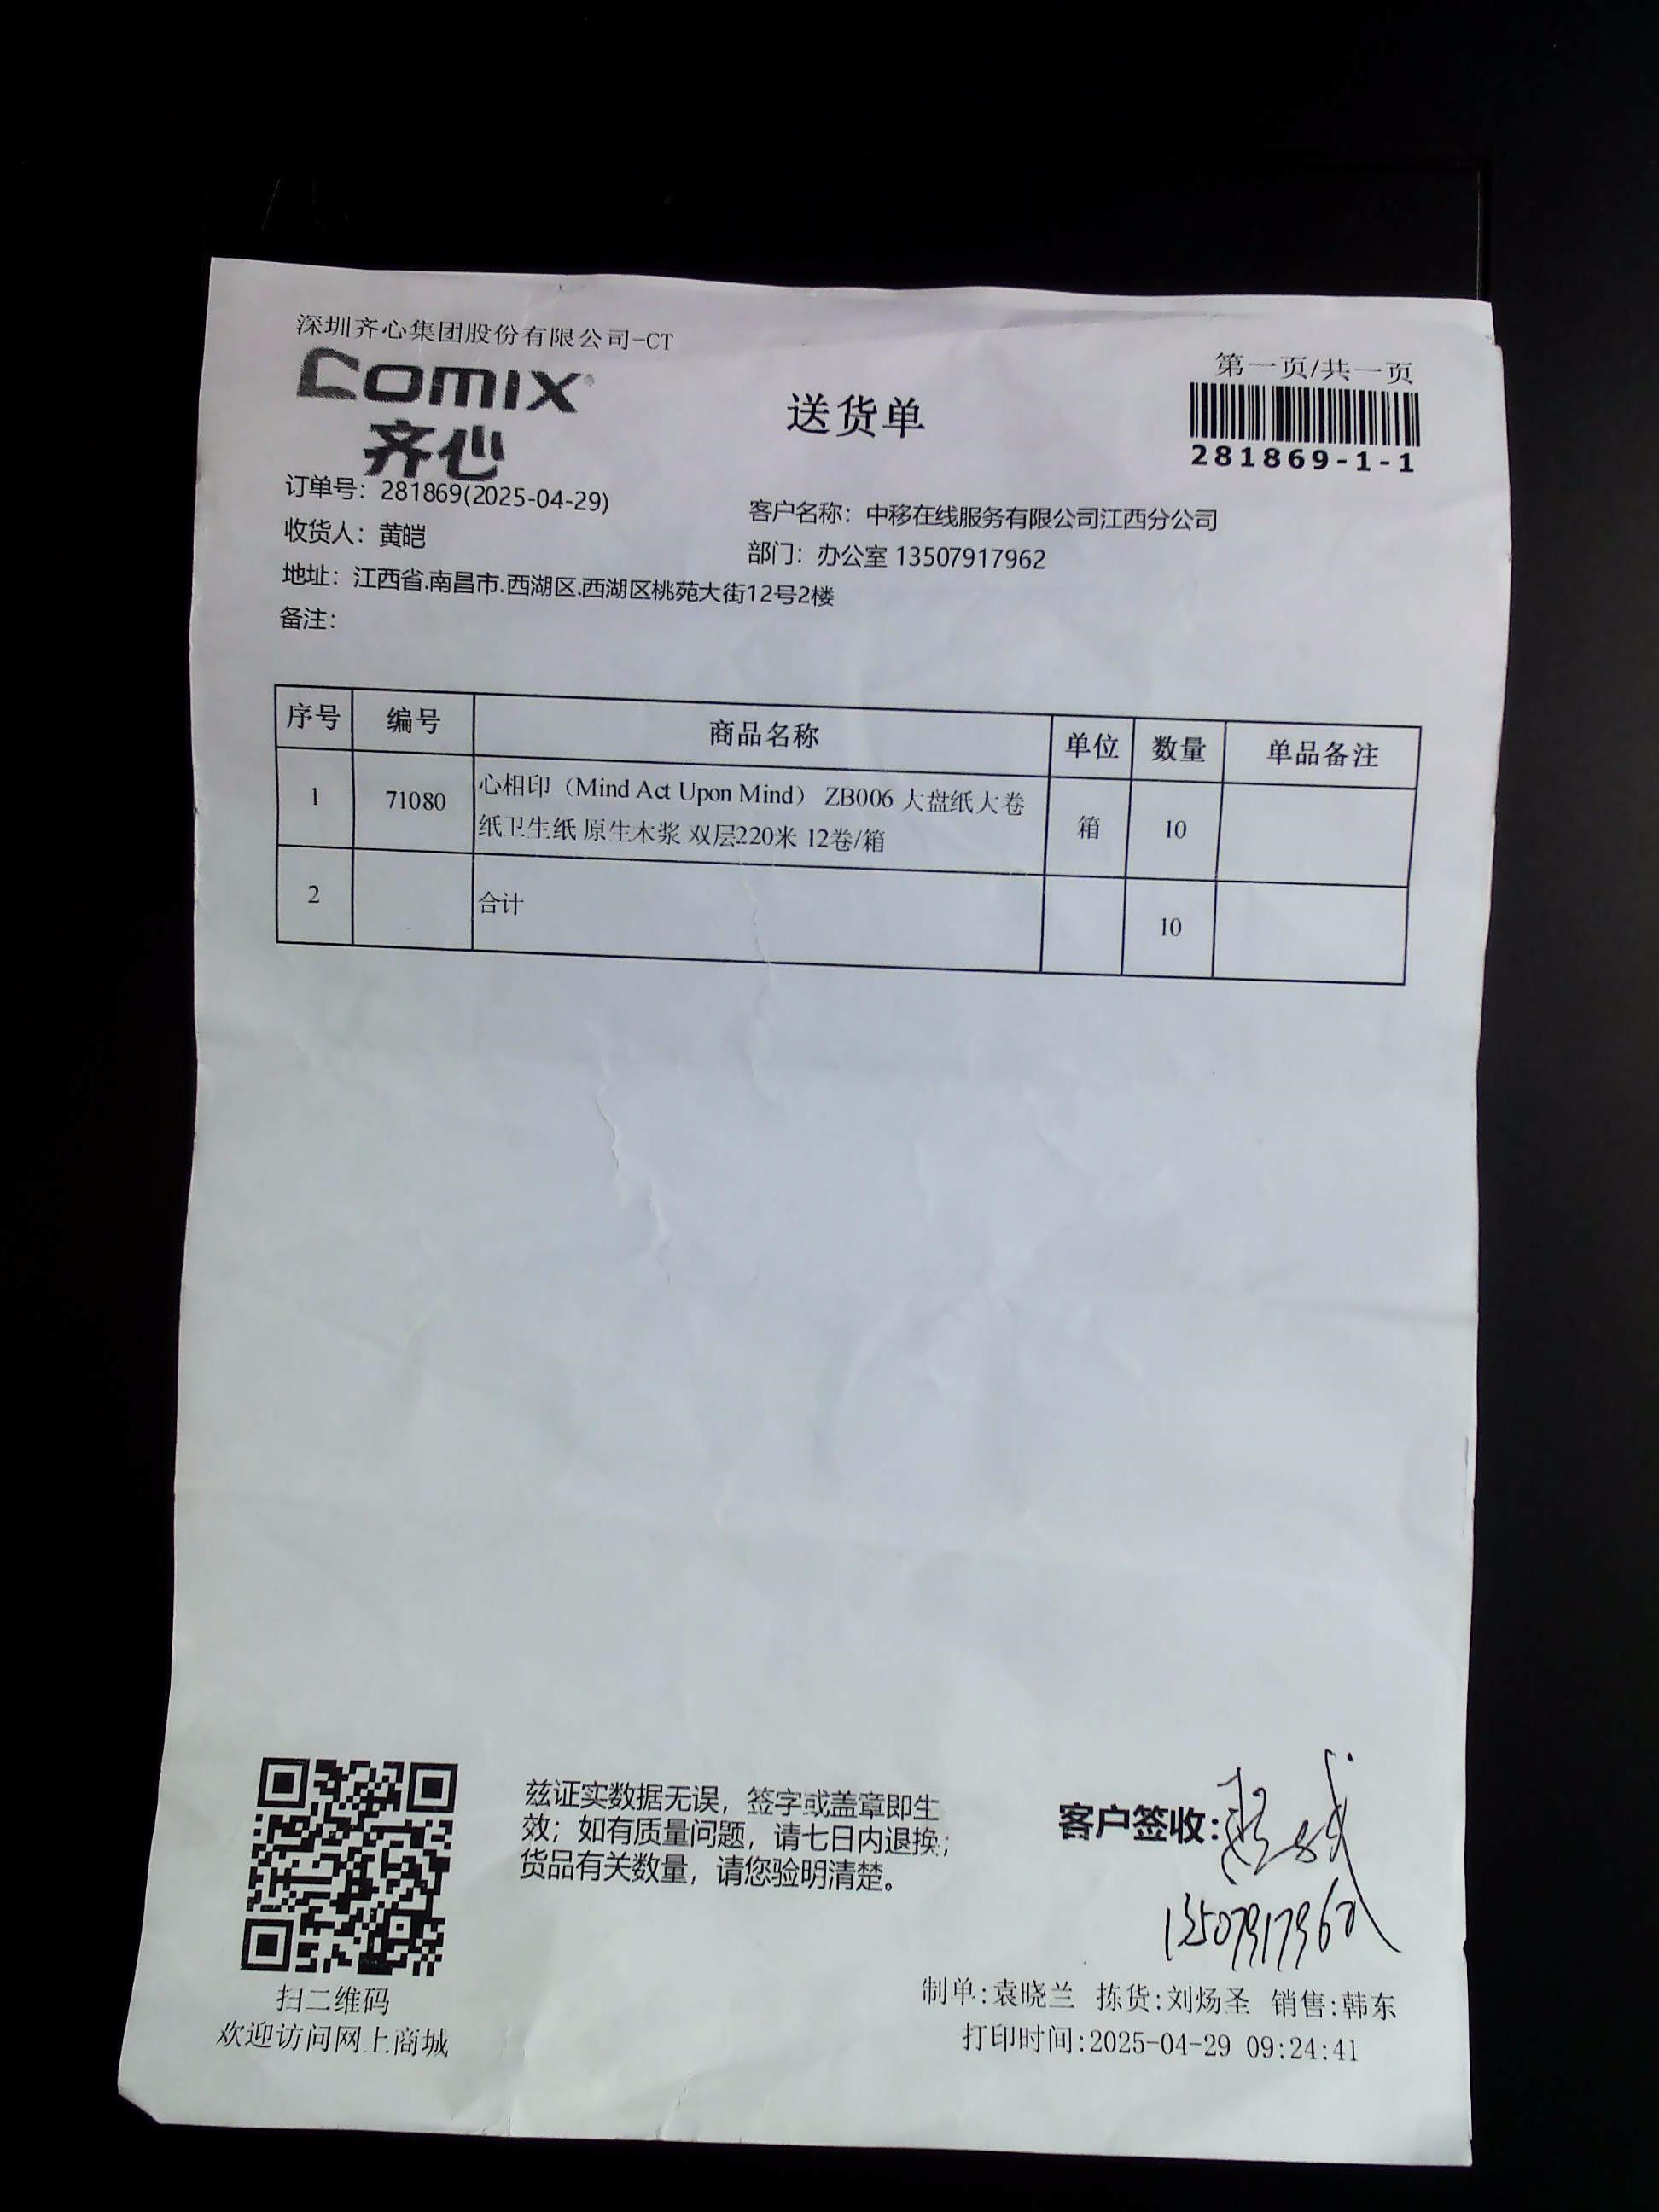 深圳齐心集团股份有限公司-CT
comix
齐心
送货单
第一页/共一页
281869-1-1
订单号：281869(2025-04-29)
客户名称：中移在线服务有限公司江西分公司
收货人：黄皑
部门：办公室 13507917962
地址：江西省.南昌市.西湖区.西湖区桃苑大街12号2楼
备注：
序号 编号 商品名称 单位 数量 单品备注
1 71080 心相印（Mind Act Upon Mind） ZB006 大盘纸大卷
纸卫生纸 原生木浆 双层220米 12卷/箱 箱 10
2 合计 10
兹证实数据无误，签字或盖章即生
效；如有质量问题，请七日内退换；
货品有关数量，请您验明清楚。
客户签收：
13507917962
扫二维码
欢迎访问网上商城
制单:袁晓兰 拣货:刘炀圣 销售:韩东
打印时间:2025-04-29 09:24:41